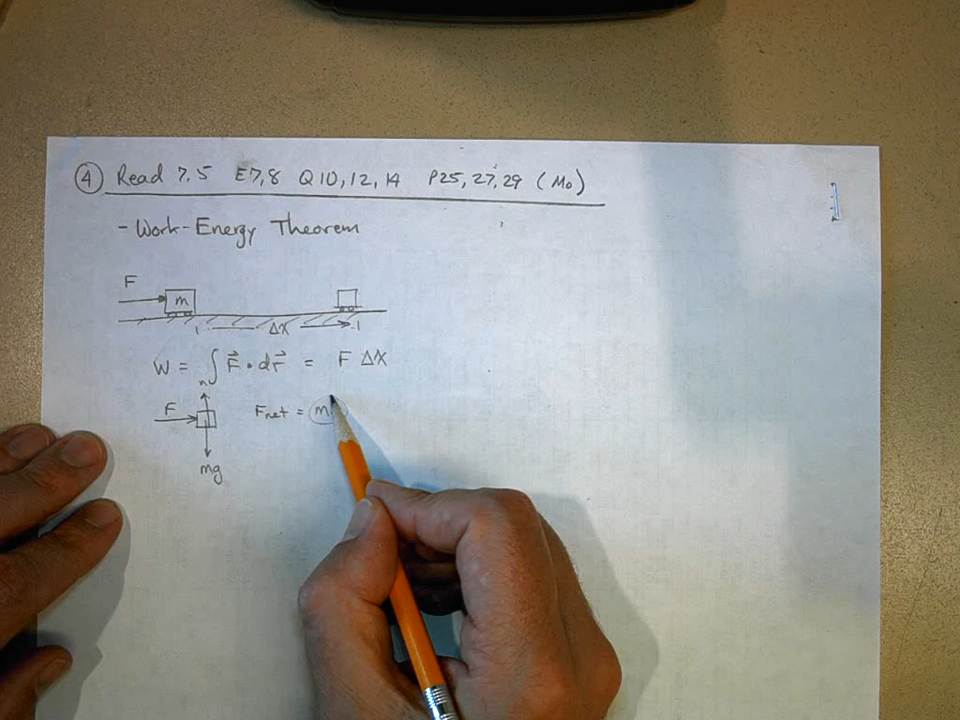 ④ Read 7.5 E7,8 Q10, 12, 14 P25, 27, 29 (Mo)
- Work-Energy Theorem
F
m
Δx
W = ∫ F⃗ • dr⃗ = F Δx
n
F
Fnet = m
mg